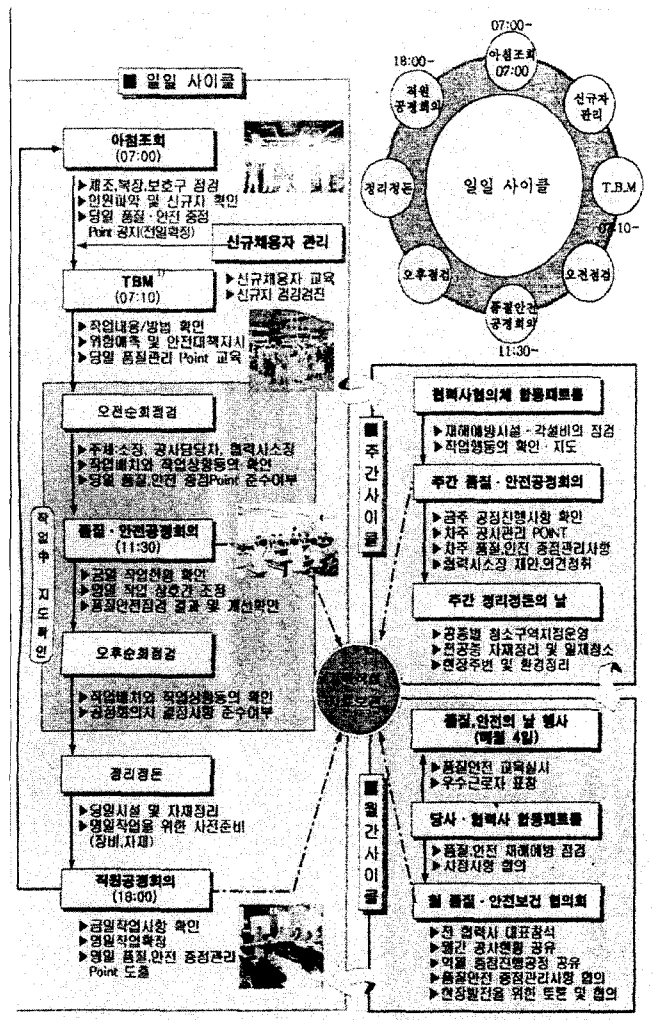 ■ 일일 사이클
아침조회
(07:00)
▶체조,복장,보호구 점검
▶인원파악 및 신규자 확인
▶당일 품질·안전 중점
Point 공지(전일확정)
신규채용자 관리
TBM 1)
(07:10)
▶신규채용자 교육
▶신규자 건강검진
▶작업내용/방법 확인
▶위험예측 및 안전대책지시
▶당일 품질관리 Point 교육
오전순회점검
▶주체:소장, 공사담당자, 협력사소장
▶작업배치와 작업상황등의 확인
▶당일 품질,안전 중점Point 준수여부
작업중 지도확인
품질·안전공정회의
(11:30)
▶금일 작업현황 확인
▶명일 작업 상호간 조정
▶품질안전점검 결과 및 개선확인
오후순회점검
▶작업배치와 작업상황등의 확인
▶공정회의시 결정사항 준수여부
정리정돈
▶당일시설 및 자재정리
▶명일작업을 위한 사전준비
(장비,자재)
직원공정회의
(18:00)
▶금일작업사항 확인
▶명일작업확정
▶명일 품질,안전 중점관리
Point 도출
07:00-
아침조회
07:00
신규자
관리
T.B.M
07:10-
오전점검
품질안전
공정회의
11:30-
오후점검
정리정돈
18:00-
직원
공정회의
일일 사이클
■주간사이클
협력사협의체 합동패트롤
▶재해예방시설·각설비의 점검
▶작업행동의 확인·지도
주간 품질·안전공정회의
▶금주 공정진행사항 확인
▶차주 공사관리 POINT
▶차주 품질,안전 중점관리사항
▶협력사소장 제안,의견청취
주간 정리정돈의 날
▶공종별 청소구역지정운영
▶전공종 자재정리 및 일제청소
▶현장주변 및 환경정리
■월간사이클
품질,안전의 날 행사
(매월 4일)
▶품질안전 교육실시
▶우수근로자 표창
당사·협력사 합동패트롤
▶품질,안전 재해예방 점검
▶시정사항 협의
월 품질·안전보건 협의회
▶전 협력사 대표참석
▶월간 공사현황 공유
▶익월 중점진행공정 공유
▶품질안전 중점관리사항 협의
▶현장발전을 위한 토론 및 협의